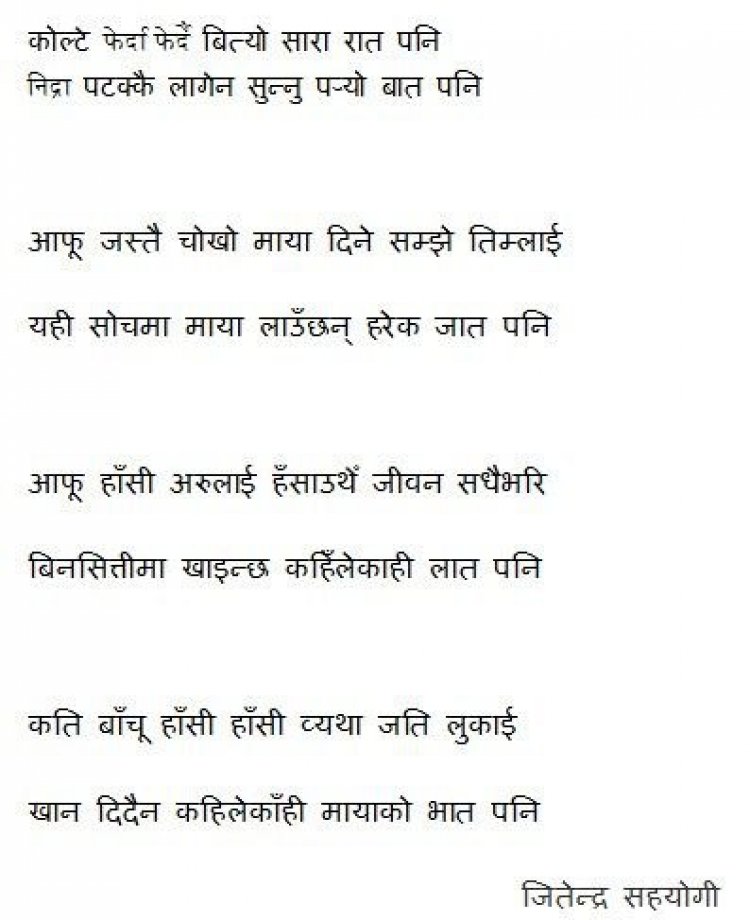 कोल्टे फेर्दा फेर्दै बित्यो सारा रात पनि
निद्रा पटक्कै लागेन सुन्नु पऱ्यो बात पनि
आफू जस्तै चोखो माया दिने सम्झे तिम्लाई
यही सोचमा माया लाउँछन् हरेक जात पनि
आफू हाँसी अरुलाई हँसाउथेँ जीवन सधैभरि
बिनसित्तीमा खाइन्छ कहिँलेकाही लात पनि
कति बाँचू हाँसी हाँसी व्यथा जति लुकाई
खान दिदैन कहिलेकाँही मायाको भात पनि
जितेन्द्र सहयोगी